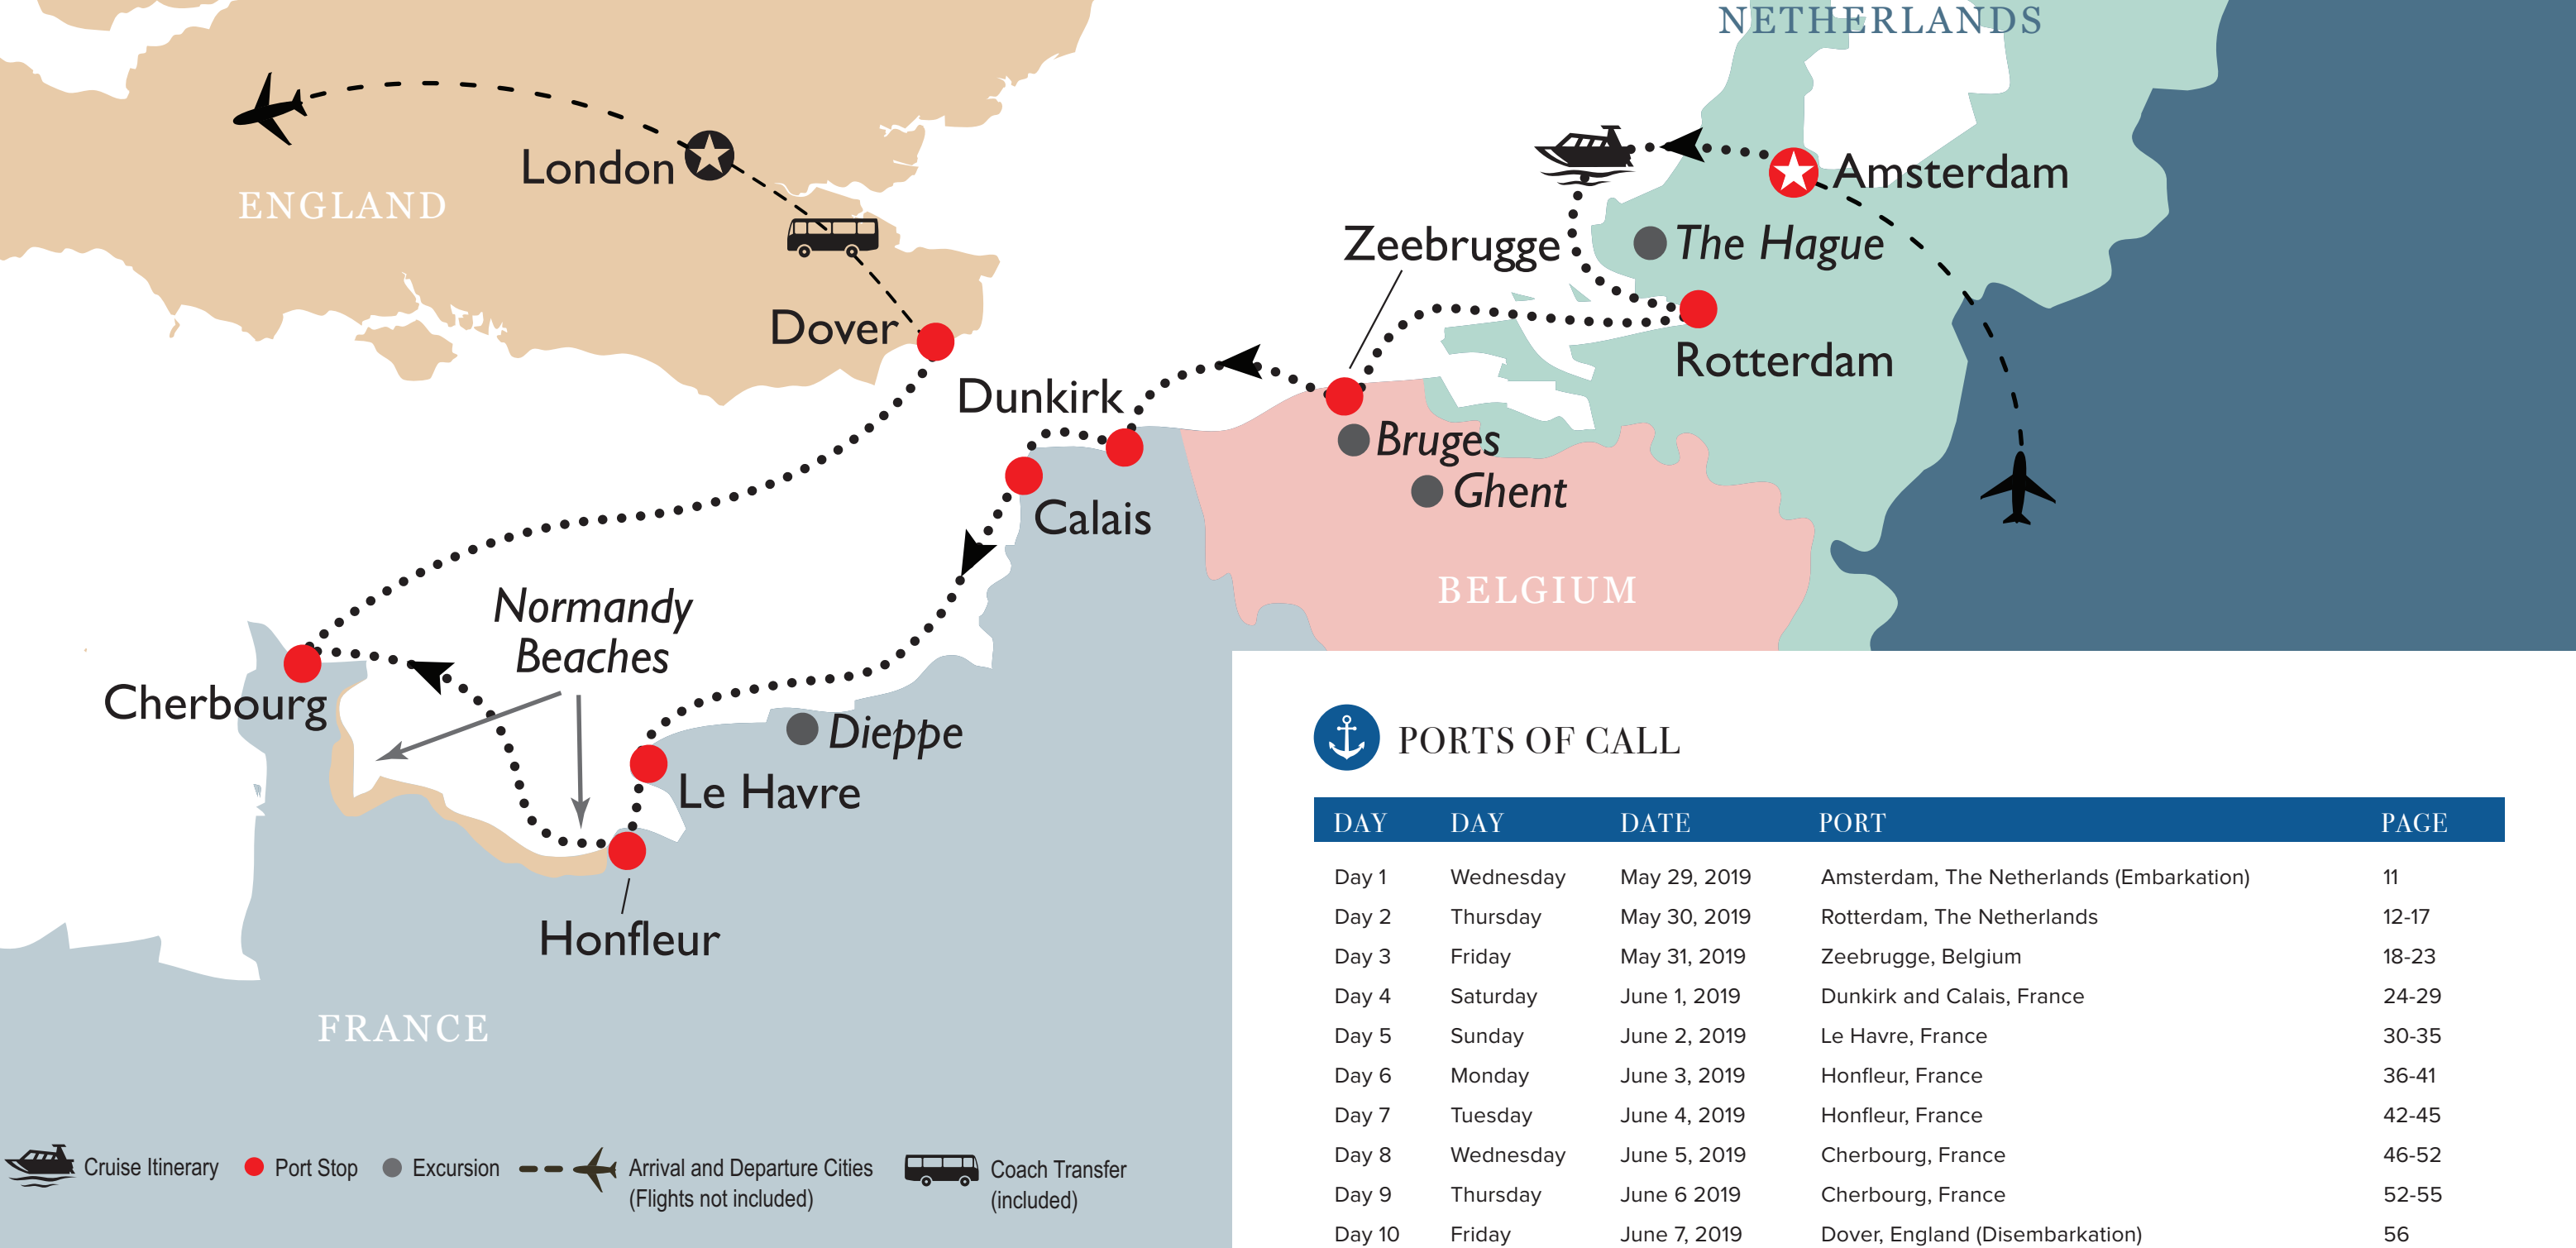 NETHERLANDS
London
Amsterdam
ENGLAND
Zeebrugge
The Hague
Dover
Rotterdam
Dunkirk
Bruges
Ghent
Calais
BELGIUM
Normandy
Beaches
Cherbourg
Dieppe
Le Havre
Honfleur
FRANCE
Cruise Itinerary
Port Stop
Excursion
Arrival and Departure Cities
(Flights not included)
Coach Transfer
(included)
PORTS OF CALL
DAY DAY DATE PORT PAGE
Day 1 Wednesday May 29, 2019 Amsterdam, The Netherlands (Embarkation) 11
Day 2 Thursday May 30, 2019 Rotterdam, The Netherlands 12-17
Day 3 Friday May 31, 2019 Zeebrugge, Belgium 18-23
Day 4 Saturday June 1, 2019 Dunkirk and Calais, France 24-29
Day 5 Sunday June 2, 2019 Le Havre, France 30-35
Day 6 Monday June 3, 2019 Honfleur, France 36-41
Day 7 Tuesday June 4, 2019 Honfleur, France 42-45
Day 8 Wednesday June 5, 2019 Cherbourg, France 46-52
Day 9 Thursday June 6 2019 Cherbourg, France 52-55
Day 10 Friday June 7, 2019 Dover, England (Disembarkation) 56